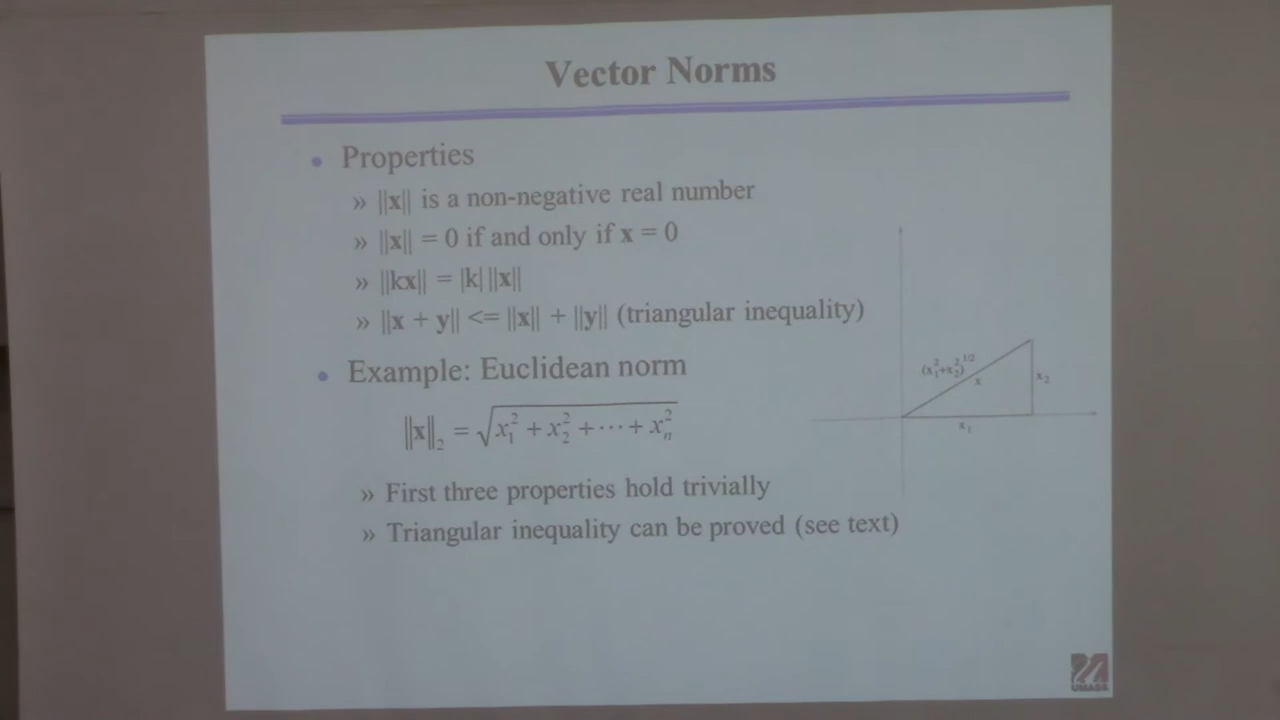 Vector Norms
• Properties
» ||x|| is a non-negative real number
» ||x|| = 0 if and only if x = 0
» ||kx|| = |k| ||x||
» ||x + y|| <= ||x|| + ||y|| (triangular inequality)
• Example: Euclidean norm
||x||₂ = √x₁² + x₂² + ··· + xₙ²
(x₁²+x₂²)^1/2
x
x₂
x₁
» First three properties hold trivially
» Triangular inequality can be proved (see text)
UMASS